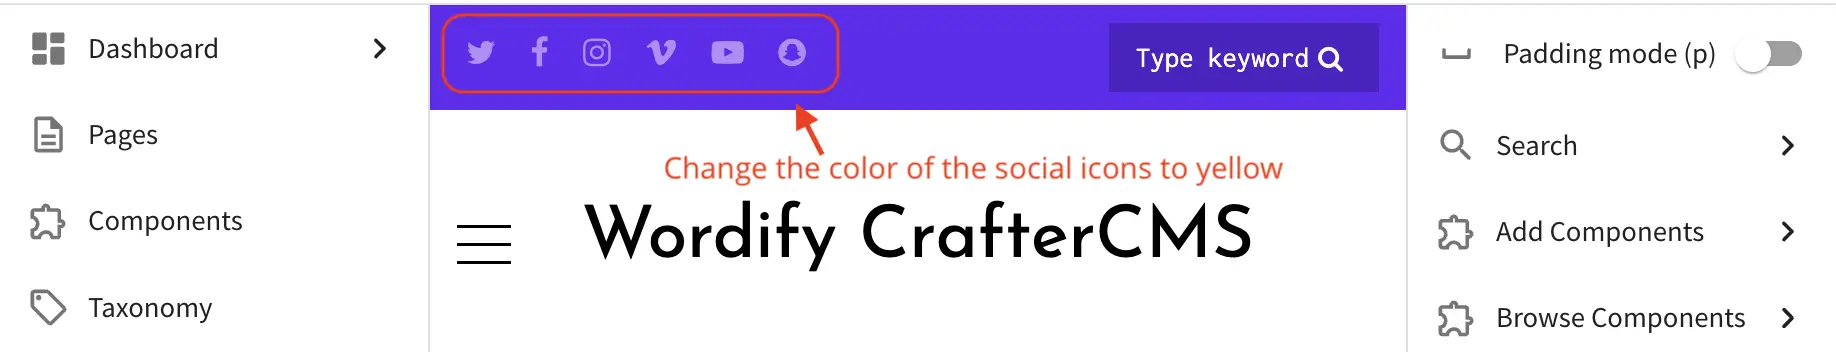 Dashboard
Pages
Components
Taxonomy
Type keyword
Change the color of the social icons to yellow
Wordify CrafterCMS
Padding mode (p)
Search
Add Components
Browse Components